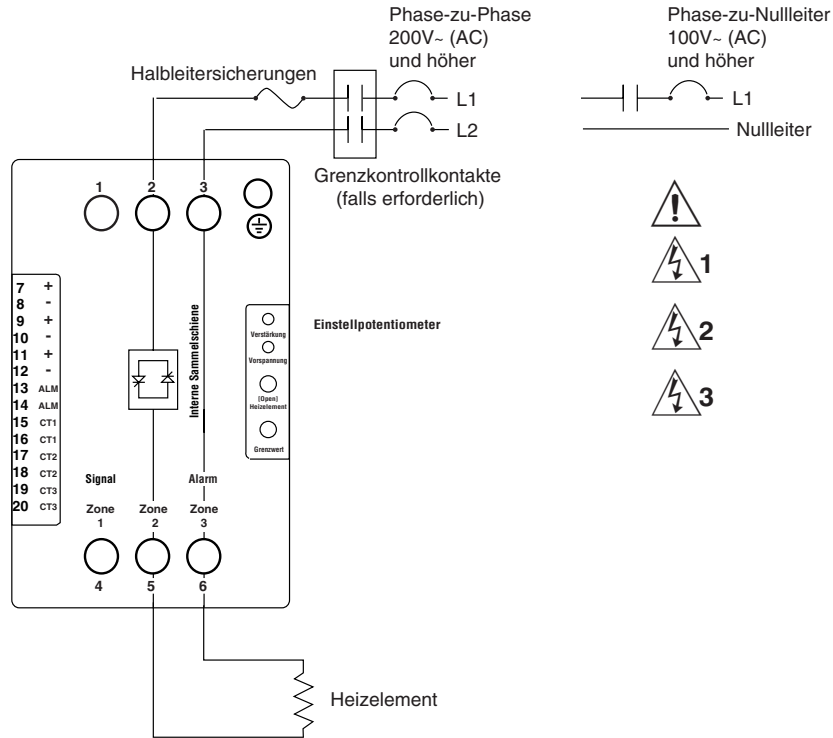 Phase-zu-Phase
200V~ (AC)
und höher
Phase-zu-Nullleiter
100V~ (AC)
und höher
Halbleitersicherungen
L1
L2
L1
Nullleiter
Grenzkontrollkontakte
(falls erforderlich)
1
2
3
1
2
3
7 +
8 -
9 +
10 -
11 +
12 -
13 ALM
14 ALM
15 CT1
16 CT1
17 CT2
18 CT2
19 CT3
20 CT3
Interne Sammelschiene
Verstärkung
Vorspannung
(Open)
Heizelement
Grenzwert
Einstellpotentiometer
Signal
Alarm
Zone
1
Zone
2
Zone
3
4
5
6
Heizelement